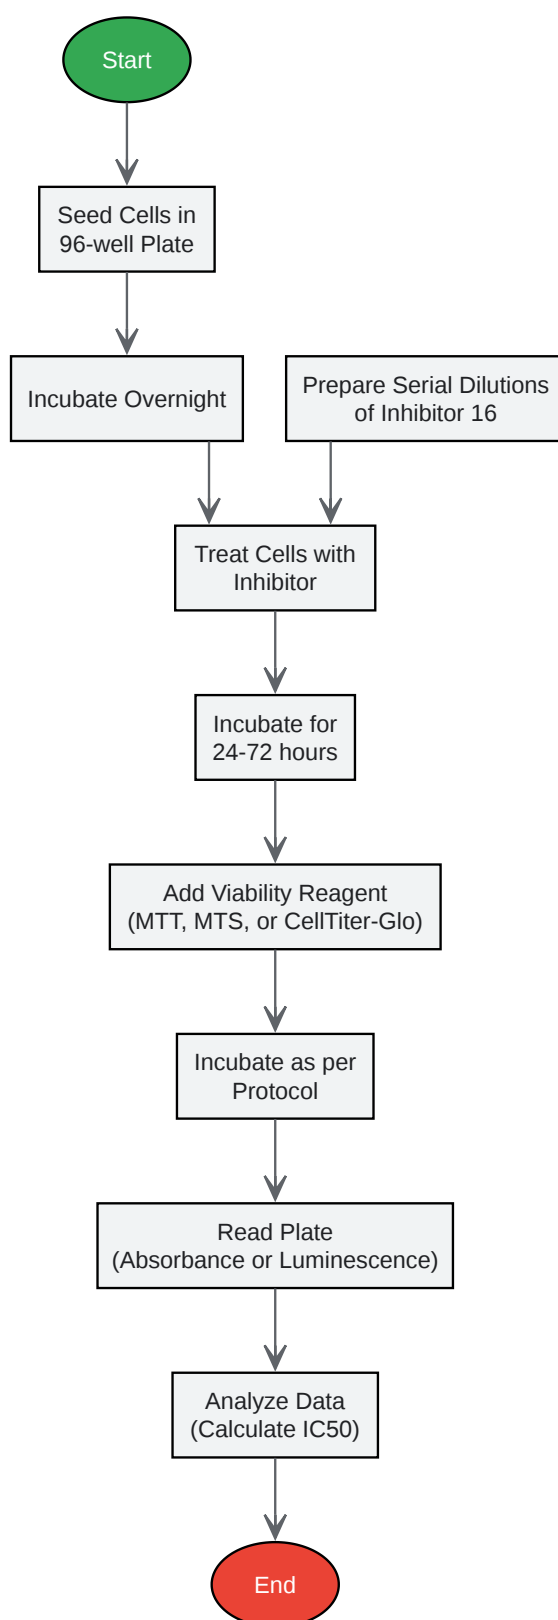 Start
Seed Cells in
96-well Plate
Incubate Overnight
Prepare Serial Dilutions
of Inhibitor 16
Treat Cells with
Inhibitor
Incubate for
24-72 hours
Add Viability Reagent
(MTT, MTS, or CellTiter-Glo)
Incubate as per
Protocol
Read Plate
(Absorbance or Luminescence)
Analyze Data
(Calculate IC50)
End